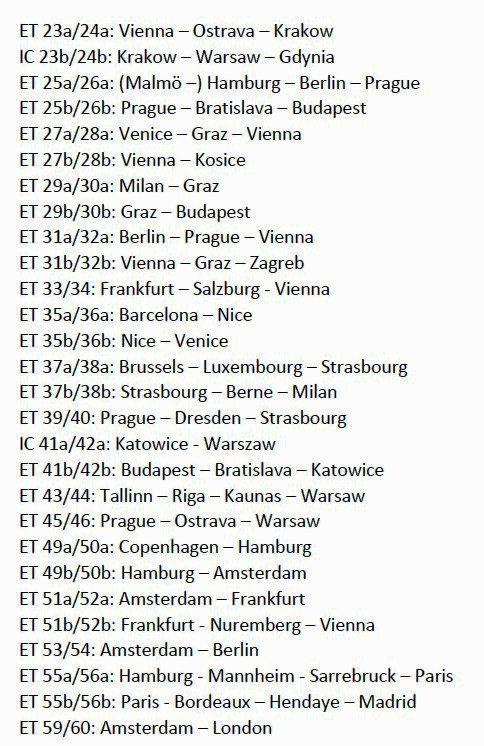 ET 23a/24a: Vienna – Ostrava – Krakow
IC 23b/24b: Krakow – Warsaw – Gdynia
ET 25a/26a: (Malmö –) Hamburg – Berlin – Prague
ET 25b/26b: Prague – Bratislava – Budapest
ET 27a/28a: Venice – Graz – Vienna
ET 27b/28b: Vienna – Kosice
ET 29a/30a: Milan – Graz
ET 29b/30b: Graz – Budapest
ET 31a/32a: Berlin – Prague – Vienna
ET 31b/32b: Vienna – Graz – Zagreb
ET 33/34: Frankfurt – Salzburg - Vienna
ET 35a/36a: Barcelona – Nice
ET 35b/36b: Nice – Venice
ET 37a/38a: Brussels – Luxembourg – Strasbourg
ET 37b/38b: Strasbourg – Berne – Milan
ET 39/40: Prague – Dresden – Strasbourg
IC 41a/42a: Katowice - Warszaw
ET 41b/42b: Budapest – Bratislava – Katowice
ET 43/44: Tallinn – Riga – Kaunas – Warsaw
ET 45/46: Prague – Ostrava – Warsaw
ET 49a/50a: Copenhagen – Hamburg
ET 49b/50b: Hamburg – Amsterdam
ET 51a/52a: Amsterdam – Frankfurt
ET 51b/52b: Frankfurt - Nuremberg – Vienna
ET 53/54: Amsterdam – Berlin
ET 55a/56a: Hamburg - Mannheim - Sarrebruck – Paris
ET 55b/56b: Paris - Bordeaux – Hendaye – Madrid
ET 59/60: Amsterdam – London